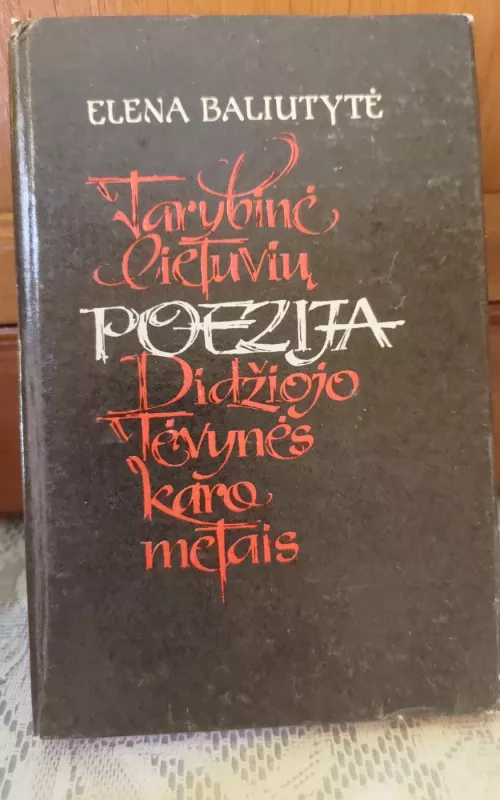 ELENA BALIUTYTĖ
Tarybinė
lietuvių
POEZIJA
Didžiojo
Tėvynės
karo
metais